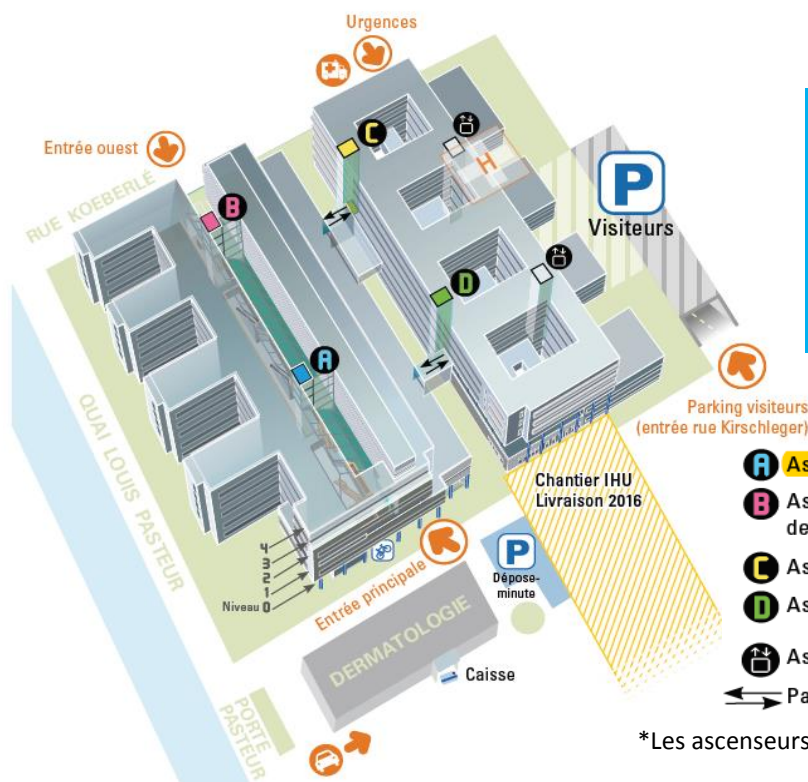 Urgences
C
H
Entrée ouest
P
Visiteurs
RUE KOEBERLÉ
B
D
A
QUAI LOUIS PASTEUR
Parking visiteurs
(entrée rue Kirschleger)
Chantier IHU
Livraison 2016
A As
B As
de
C As
D As
As
Pa
4
3
2
1
Niveau 0
Entrée principale
P
Dépose-
minute
DERMATOLOGIE
Caisse
PORTE
PASTEUR
*Les ascenseurs